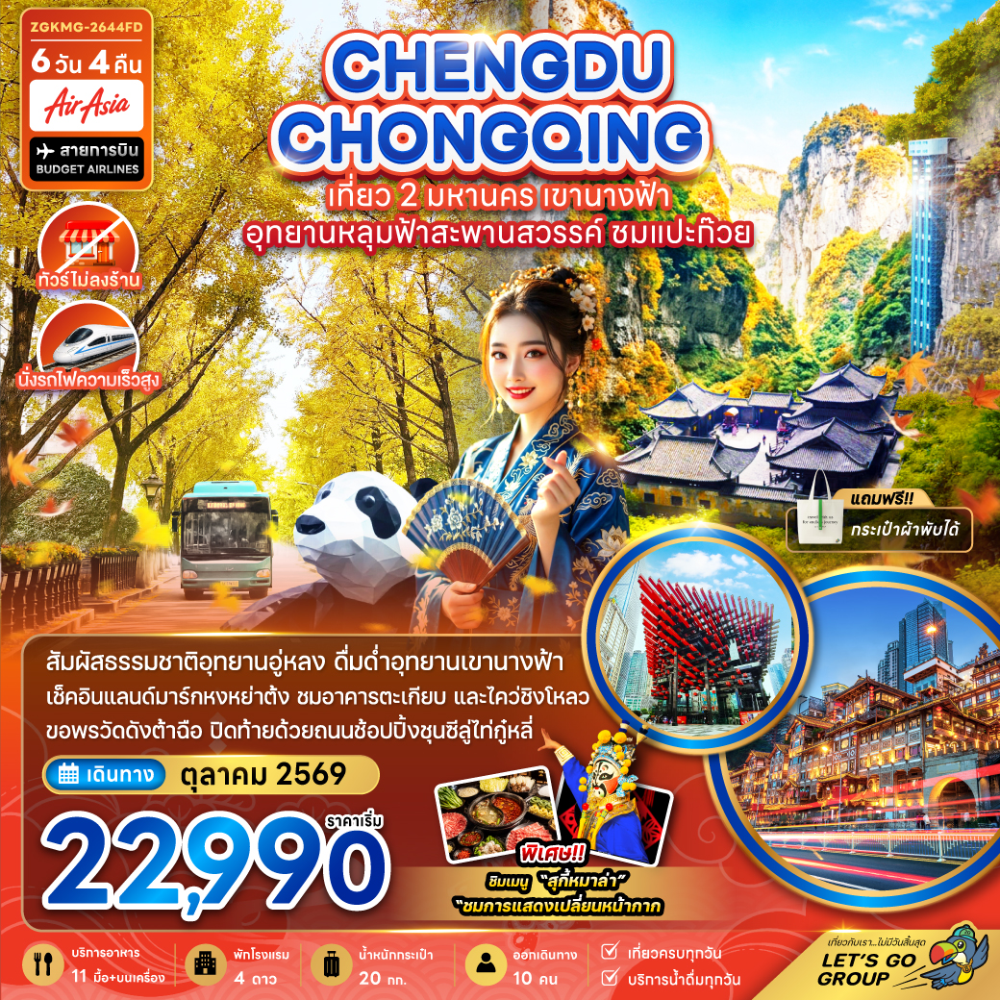 ZGKMG-2644FD
6 วัน 4 คืน
AirAsia
สายการบิน
BUDGET AIRLINES
CHENGDU
CHONGQING
เที่ยว 2 มหานคร เขานางฟ้า
อุทยานหลุมฟ้าสะพานสวรรค์ ชมแปะก๊วย
ทัวร์ไม่ลงร้าน
นั่งรถไฟความเร็วสูง
แถมฟรี!!
กระเป๋าผ้าพับได้
สัมผัสธรรมชาติอุทยานอู่หลง ดื่มด่ำอุทยานเขานางฟ้า
เช็คอินแลนด์มาร์กหงหย่าต้ง ชมอาคารตะเกียบ และไคว่ชิงโหลว
ขอพรวัดดังต้าฉือ ปิดท้ายด้วยถนนช้อปปิ้งชุนซีลู่ไท่กู๋หลี่
เดินทาง ตุลาคม 2569
ราคาเริ่ม
22,990
พิเศษ!!
ชิมเมนู "สุกี้หมาล่า"
"ชมการแสดงเปลี่ยนหน้ากาก
บริการอาหาร
11 มื้อ+บนเครื่อง
พักโรงแรม
4 ดาว
น้ำหนักกระเป๋า
20 กก.
ออกเดินทาง
10 คน
เที่ยวครบทุกวัน
บริการน้ำดื่มทุกวัน
เที่ยวกับเรา...ไม่มีวันสิ้นสุด
LET'S GO
GROUP